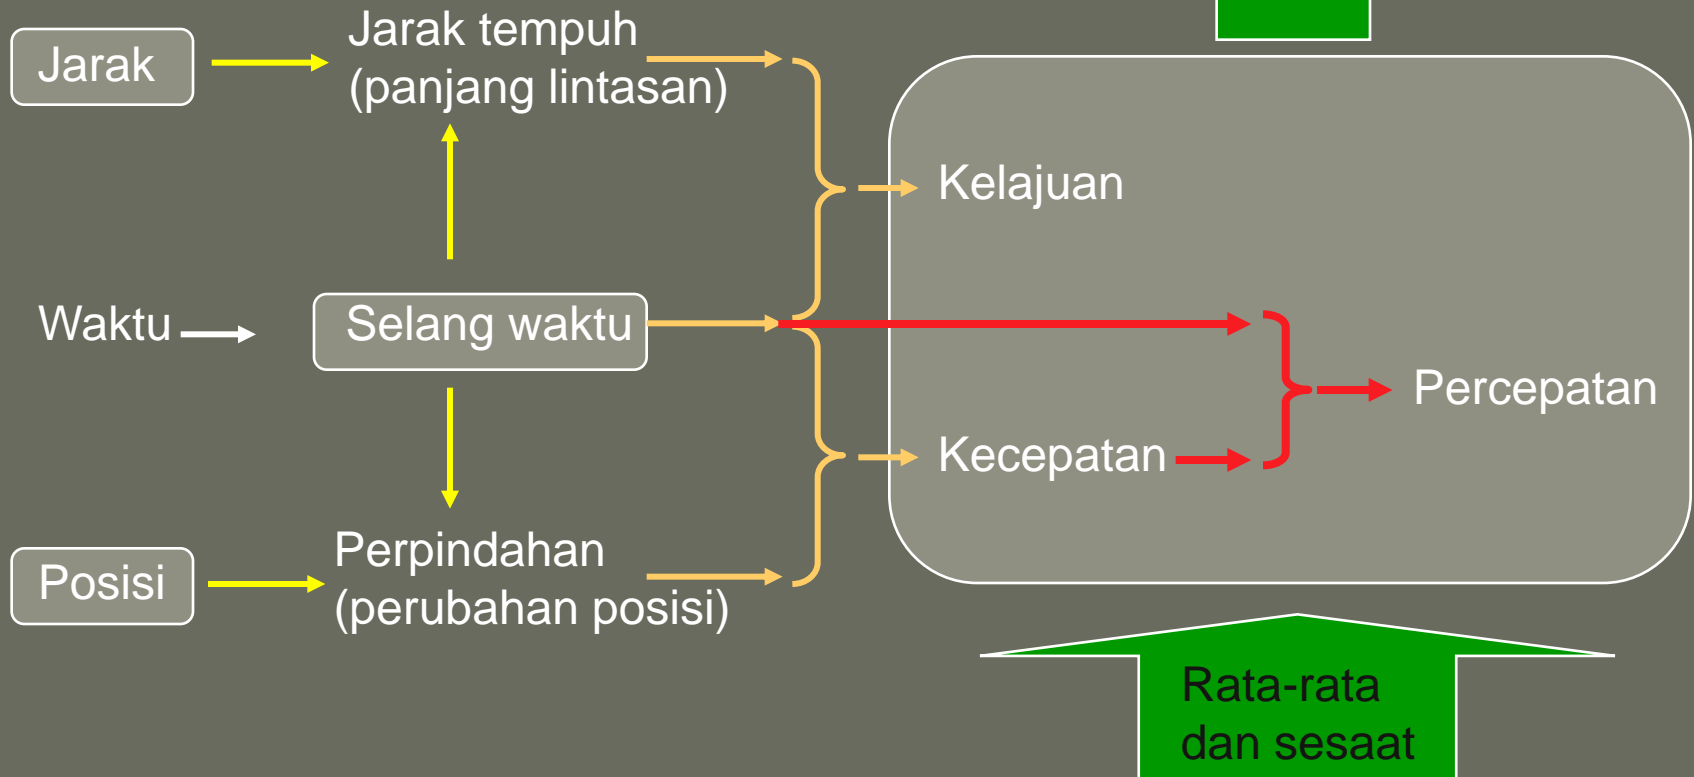 Jarak
Jarak tempuh
(panjang lintasan)
Kelajuan
Waktu
Selang waktu
Percepatan
Kecepatan
Posisi
Perpindahan
(perubahan posisi)
Rata-rata
dan sesaat